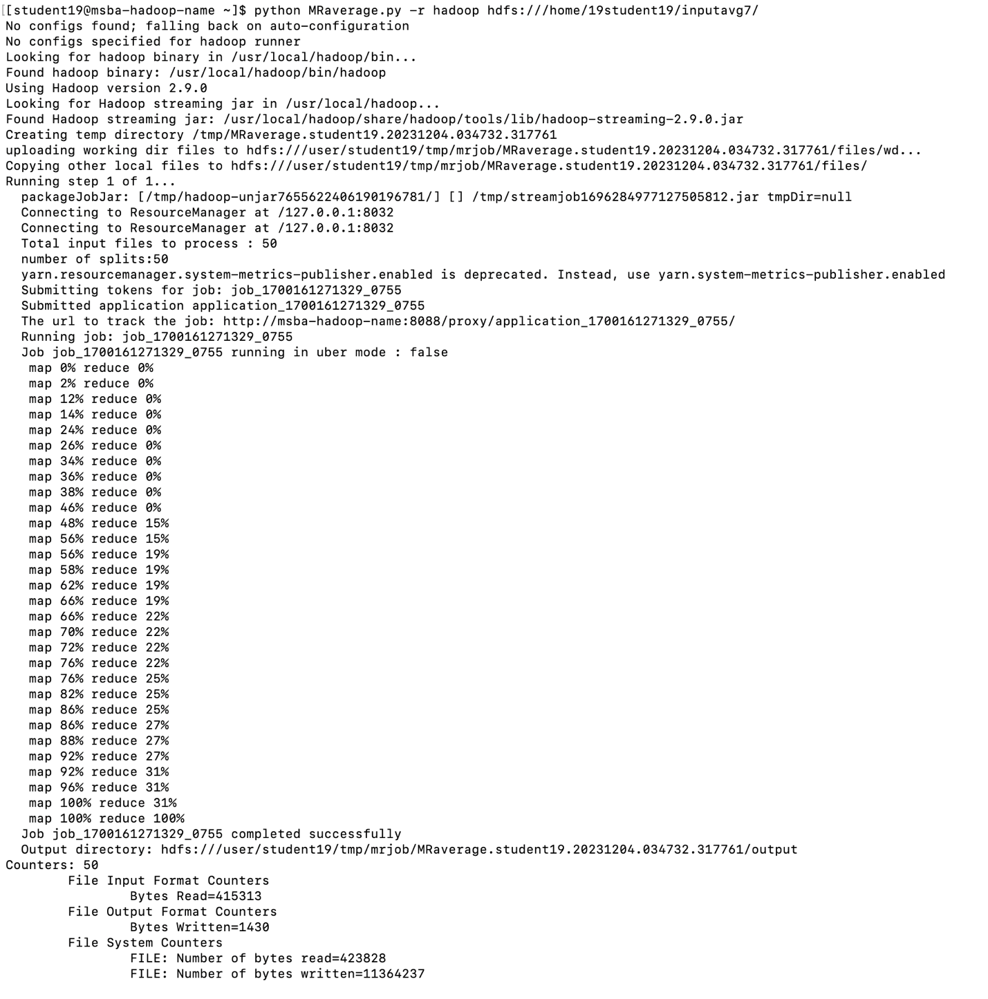 [[student19@msba-hadoop-name ~]$ python MRaverage.py -r hadoop hdfs:///home/19student19/inputavg7/
No configs found; falling back on auto-configuration
No configs specified for hadoop runner
Looking for hadoop binary in /usr/local/hadoop/bin...
Found hadoop binary: /usr/local/hadoop/bin/hadoop
Using Hadoop version 2.9.0
Looking for Hadoop streaming jar in /usr/local/hadoop...
Found Hadoop streaming jar: /usr/local/hadoop/share/hadoop/tools/lib/hadoop-streaming-2.9.0.jar
Creating temp directory /tmp/MRaverage.student19.20231204.034732.317761
uploading working dir files to hdfs:///user/student19/tmp/mrjob/MRaverage.student19.20231204.034732.317761/files/wd...
Copying other local files to hdfs:///user/student19/tmp/mrjob/MRaverage.student19.20231204.034732.317761/files/
Running step 1 of 1...
  packageJobJar: [/tmp/hadoop-unjar7655622406190196781/] [] /tmp/streamjob1696284977127505812.jar tmpDir=null
  Connecting to ResourceManager at /127.0.0.1:8032
  Connecting to ResourceManager at /127.0.0.1:8032
  Total input files to process : 50
  number of splits:50
  yarn.resourcemanager.system-metrics-publisher.enabled is deprecated. Instead, use yarn.system-metrics-publisher.enabled
  Submitting tokens for job: job_1700161271329_0755
  Submitted application application_1700161271329_0755
  The url to track the job: http://msba-hadoop-name:8088/proxy/application_1700161271329_0755/
  Running job: job_1700161271329_0755
  Job job_1700161271329_0755 running in uber mode : false
   map 0% reduce 0%
   map 2% reduce 0%
   map 12% reduce 0%
   map 14% reduce 0%
   map 24% reduce 0%
   map 26% reduce 0%
   map 34% reduce 0%
   map 36% reduce 0%
   map 38% reduce 0%
   map 46% reduce 0%
   map 48% reduce 15%
   map 56% reduce 15%
   map 56% reduce 19%
   map 58% reduce 19%
   map 62% reduce 19%
   map 66% reduce 19%
   map 66% reduce 22%
   map 70% reduce 22%
   map 72% reduce 22%
   map 76% reduce 22%
   map 76% reduce 25%
   map 82% reduce 25%
   map 86% reduce 25%
   map 86% reduce 27%
   map 88% reduce 27%
   map 92% reduce 27%
   map 92% reduce 31%
   map 96% reduce 31%
   map 100% reduce 31%
   map 100% reduce 100%
  Job job_1700161271329_0755 completed successfully
  Output directory: hdfs:///user/student19/tmp/mrjob/MRaverage.student19.20231204.034732.317761/output
Counters: 50
        File Input Format Counters
                Bytes Read=415313
        File Output Format Counters
                Bytes Written=1430
        File System Counters
                FILE: Number of bytes read=423828
                FILE: Number of bytes written=11364237